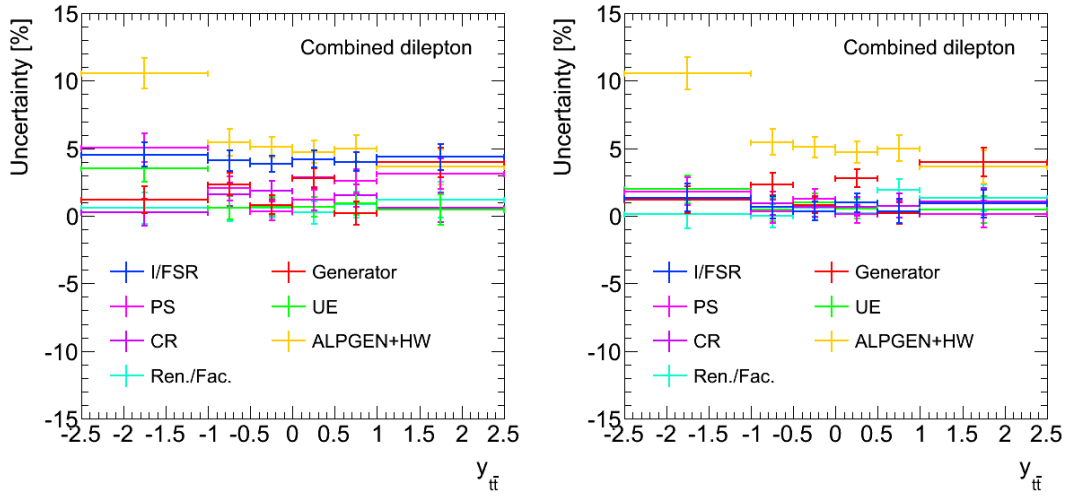 Uncertainty [%]
15
10
5
0
-5
-10
-15
Combined dilepton
I/FSR
Generator
PS
UE
CR
ALPGEN+HW
Ren./Fac.
-2.5 -2 -1.5 -1 -0.5 0 0.5 1 1.5 2 2.5
y_tt̄
Uncertainty [%]
15
10
5
0
-5
-10
-15
Combined dilepton
I/FSR
Generator
PS
UE
CR
ALPGEN+HW
Ren./Fac.
-2.5 -2 -1.5 -1 -0.5 0 0.5 1 1.5 2 2.5
y_tt̄